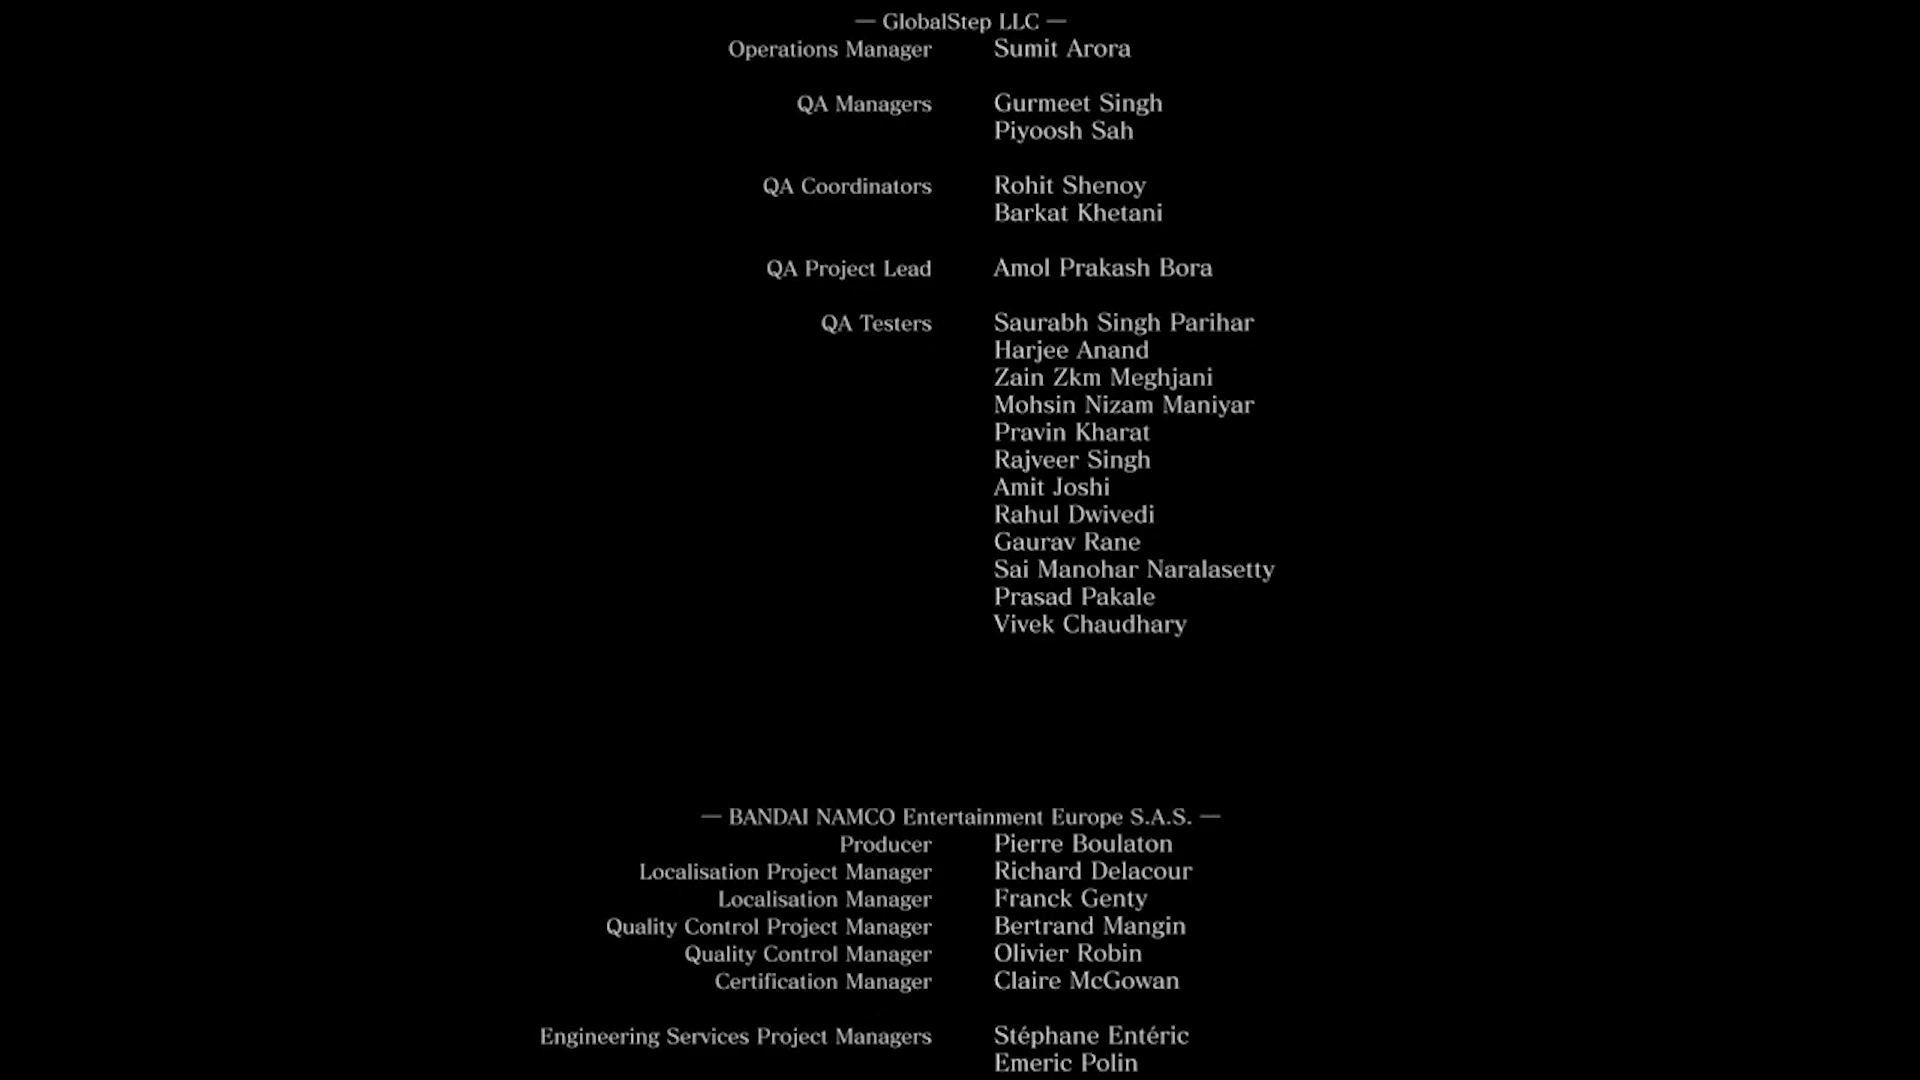 — GlobalStep LLC —
Operations Manager Sumit Arora
QA Managers Gurmeet Singh
Piyoosh Sah
QA Coordinators Rohit Shenoy
Barkat Khetani
QA Project Lead Amol Prakash Bora
QA Testers Saurabh Singh Parihar
Harjee Anand
Zain Zkm Meghjani
Mohsin Nizam Maniyar
Pravin Kharat
Rajveer Singh
Amit Joshi
Rahul Dwivedi
Gaurav Rane
Sai Manohar Naralasetty
Prasad Pakale
Vivek Chaudhary
— BANDAI NAMCO Entertainment Europe S.A.S. —
Producer Pierre Boulaton
Localisation Project Manager Richard Delacour
Localisation Manager Franck Genty
Quality Control Project Manager Bertrand Mangin
Quality Control Manager Olivier Robin
Certification Manager Claire McGowan
Engineering Services Project Managers Stéphane Entéric
Emeric Polin